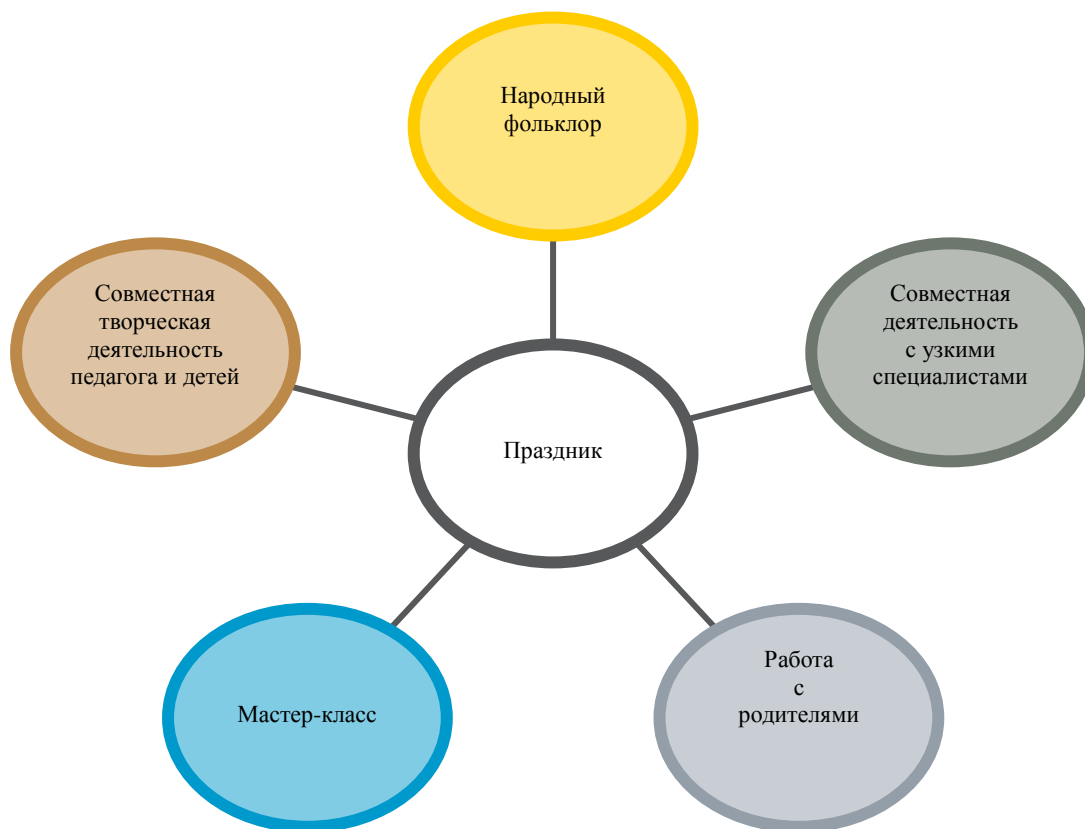 Народный
фольклор
Совместная
творческая
деятельность
педагога и детей
Совместная
деятельность
с узкими
специалистами
Праздник
Мастер-класс
Работа
с
родителями